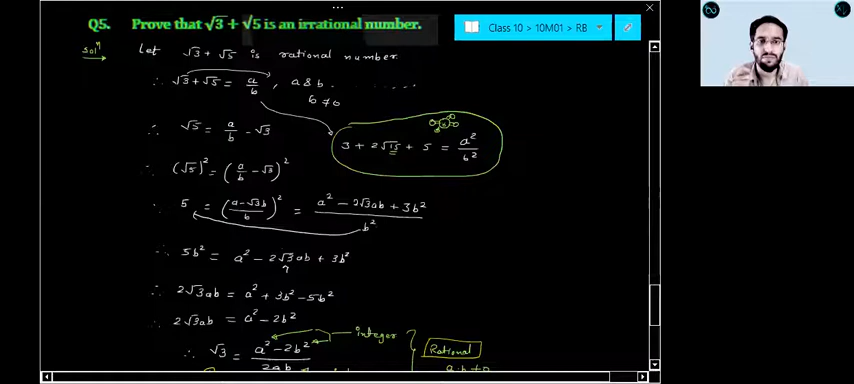 Q5. Prove that √3 + √5 is an irrational number.
Class 10 > 10M01 > RB
Solⁿ Let √3 + √5 is rational number.
∴ √3 + √5 = a/b , a & b . . . . . . .
b ≠ 0
∴ √5 = a/b - √3
3 + 2√15 + 5 = a²/b²
∴ (√5)² = (a/b - √3)²
∴ 5 = ((a - √3b)/b)² = (a² - 2√3ab + 3b²)/b²
∴ 5b² = a² - 2√3ab + 3b²
∴ 2√3ab = a² + 3b² - 5b²
∴ 2√3ab = a² - 2b²
∴ √3 = (a² - 2b²)/2ab
integer
Rational
a, b ≠ 0